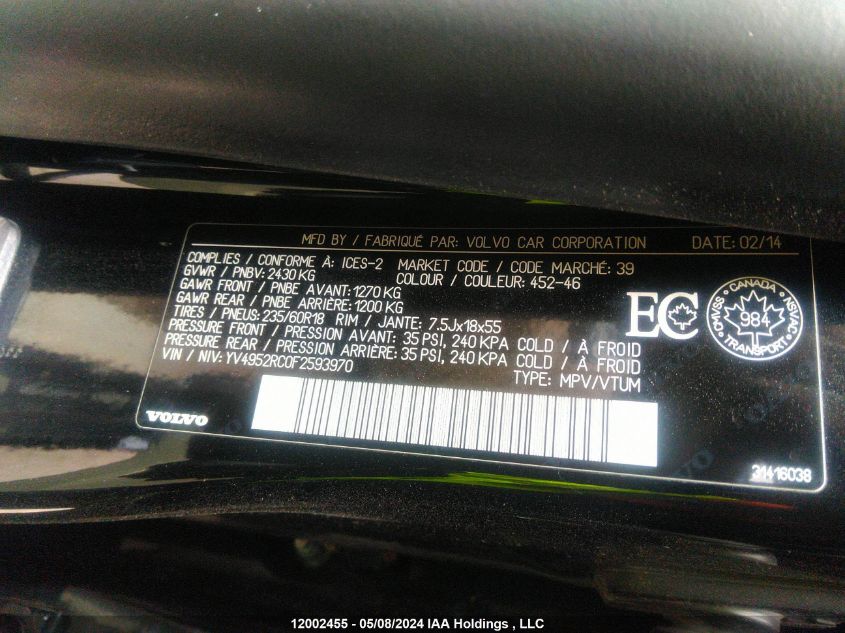 MFD BY / FABRIQUÉ PAR: VOLVO CAR CORPORATION DATE: 02/14
COMPLIES / CONFORME À: ICES-2 MARKET CODE / CODE MARCHÉ: 39
GVWR / PNBV: 2430 KG COLOUR / COULEUR: 452-46
GAWR FRONT / PNBE AVANT: 1270 KG
GAWR REAR / PNBE ARRIÈRE: 1200 KG
TIRES / PNEUS: 235/60R18 RIM / JANTE: 7.5Jx18x55
PRESSURE FRONT / PRESSION AVANT: 35 PSI, 240 KPA COLD / À FROID
PRESSURE REAR / PRESSION ARRIÈRE: 35 PSI, 240 KPA COLD / À FROID
VIN / NIV: YV4952RC0F2593970 TYPE: MPV/VTUM
EC
CANADA
CMVSS
NSVAC
984
TRANSPORT
VOLVO
31416038
12002455 - 05/08/2024 IAA Holdings , LLC